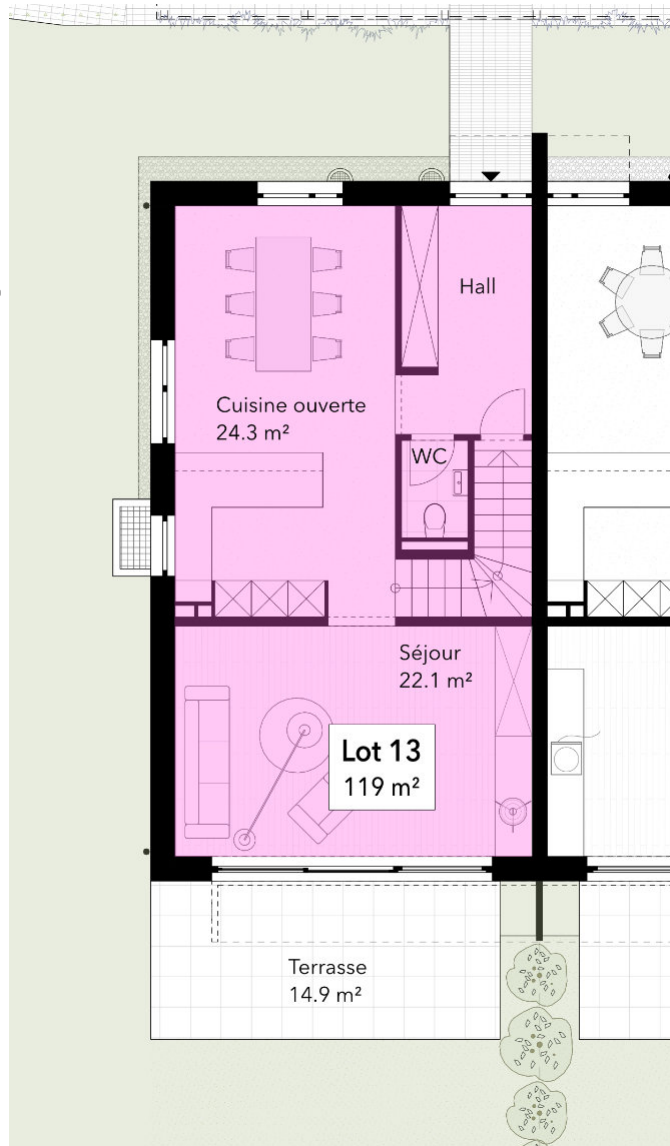 Hall
Cuisine ouverte
24.3 m²
WC
Séjour
22.1 m²
Lot 13
119 m²
Terrasse
14.9 m²